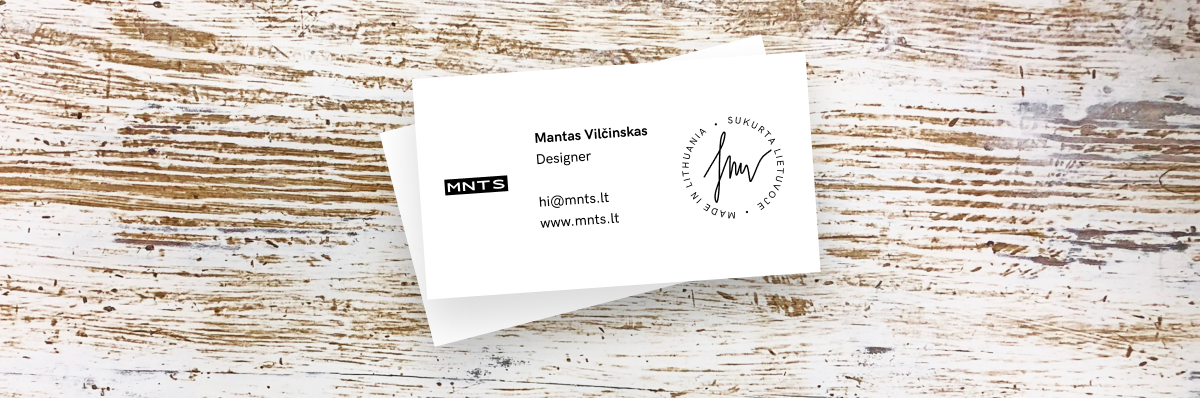 MNTS
Mantas Vilčinskas
Designer
hi@mnts.lt
www.mnts.lt
SUKURTA LIETUVOJE • MADE IN LITHUANIA •